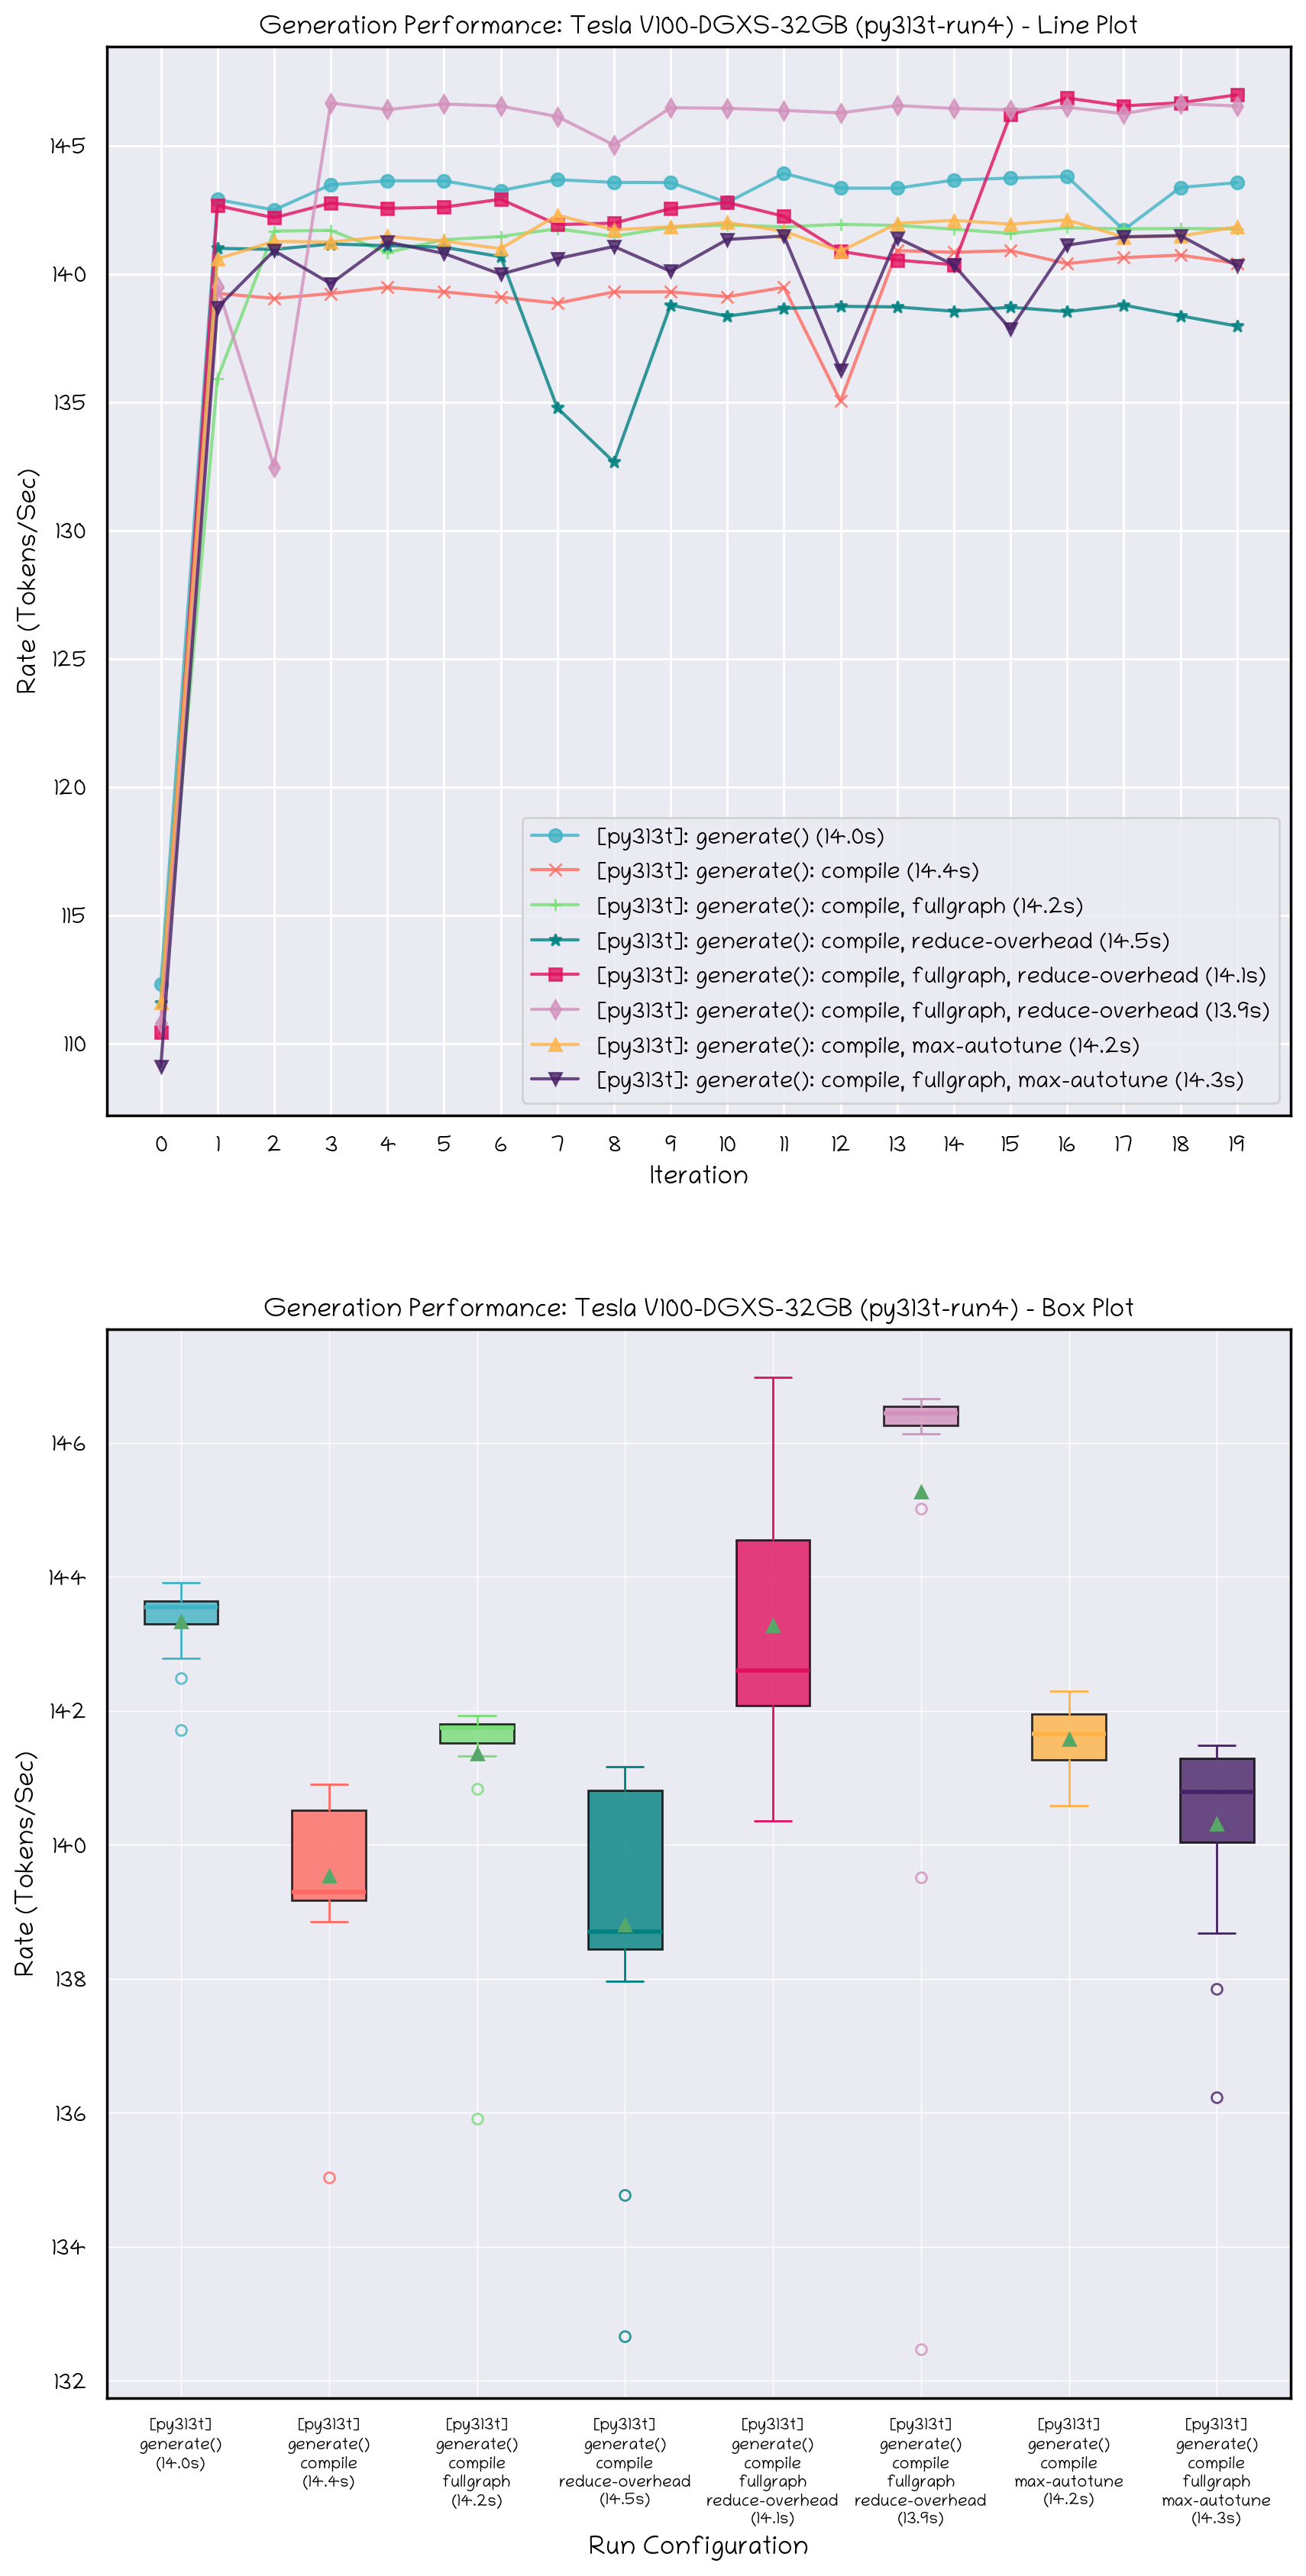 Generation Performance: Tesla V100-DGXS-32GB (py313t-run4) - Line Plot
145
140
135
130
125
120
115
110
Rate (Tokens/Sec)
[py313t]: generate() (14.0s)
[py313t]: generate(): compile (14.4s)
[py313t]: generate(): compile, fullgraph (14.2s)
[py313t]: generate(): compile, reduce-overhead (14.5s)
[py313t]: generate(): compile, fullgraph, reduce-overhead (14.1s)
[py313t]: generate(): compile, fullgraph, reduce-overhead (13.9s)
[py313t]: generate(): compile, max-autotune (14.2s)
[py313t]: generate(): compile, fullgraph, max-autotune (14.3s)
0 1 2 3 4 5 6 7 8 9 10 11 12 13 14 15 16 17 18 19
Iteration
Generation Performance: Tesla V100-DGXS-32GB (py313t-run4) - Box Plot
146
144
142
140
138
136
134
132
Rate (Tokens/Sec)
[py313t]
generate()
(14.0s)
[py313t]
generate()
compile
(14.4s)
[py313t]
generate()
compile
fullgraph
(14.2s)
[py313t]
generate()
compile
reduce-overhead
(14.5s)
[py313t]
generate()
compile
fullgraph
reduce-overhead
(14.1s)
[py313t]
generate()
compile
fullgraph
reduce-overhead
(13.9s)
[py313t]
generate()
compile
max-autotune
(14.2s)
[py313t]
generate()
compile
fullgraph
max-autotune
(14.3s)
Run Configuration